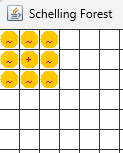 Schelling Forest
~ ~ ~
~ + ~
~ ~ ~